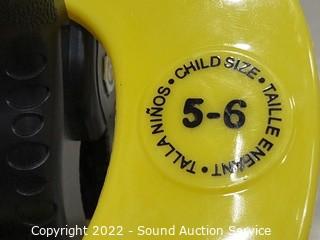 • CHILD SIZE • TAILLE ENFANT • TALLA NIÑOS
5-6
Copyright 2022 - Sound Auction Service